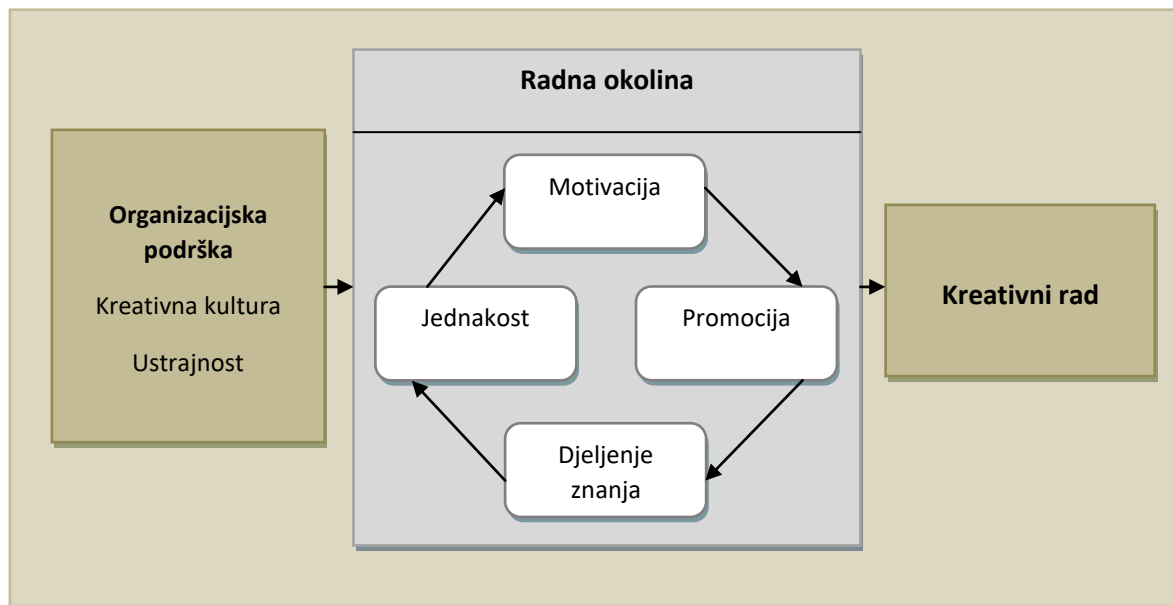 Radna okolina
Organizacijska
podrška
Kreativna kultura
Ustrajnost
Motivacija
Jednakost
Promocija
Djeljenje
znanja
Kreativni rad